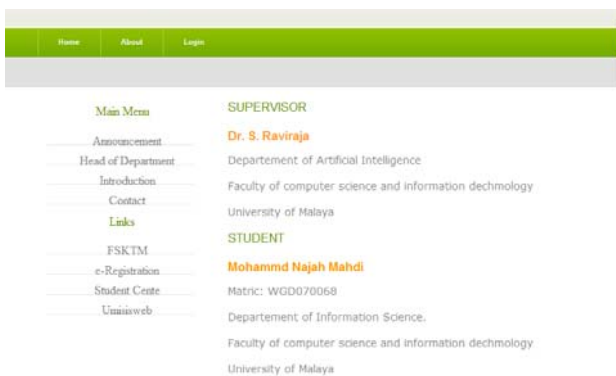 Home About Login
Main Menu
Announcement
Head of Department
Introduction
Contact
Links
FSKTM
e-Registration
Student Cente
Umisisweb
SUPERVISOR
Dr. S. Raviraja
Departement of Artificial Intelligence
Faculty of computer science and information dechmology
University of Malaya
STUDENT
Mohammd Najah Mahdi
Matric: WGD070068
Departement of Information Science.
Faculty of computer science and information dechmology
University of Malaya